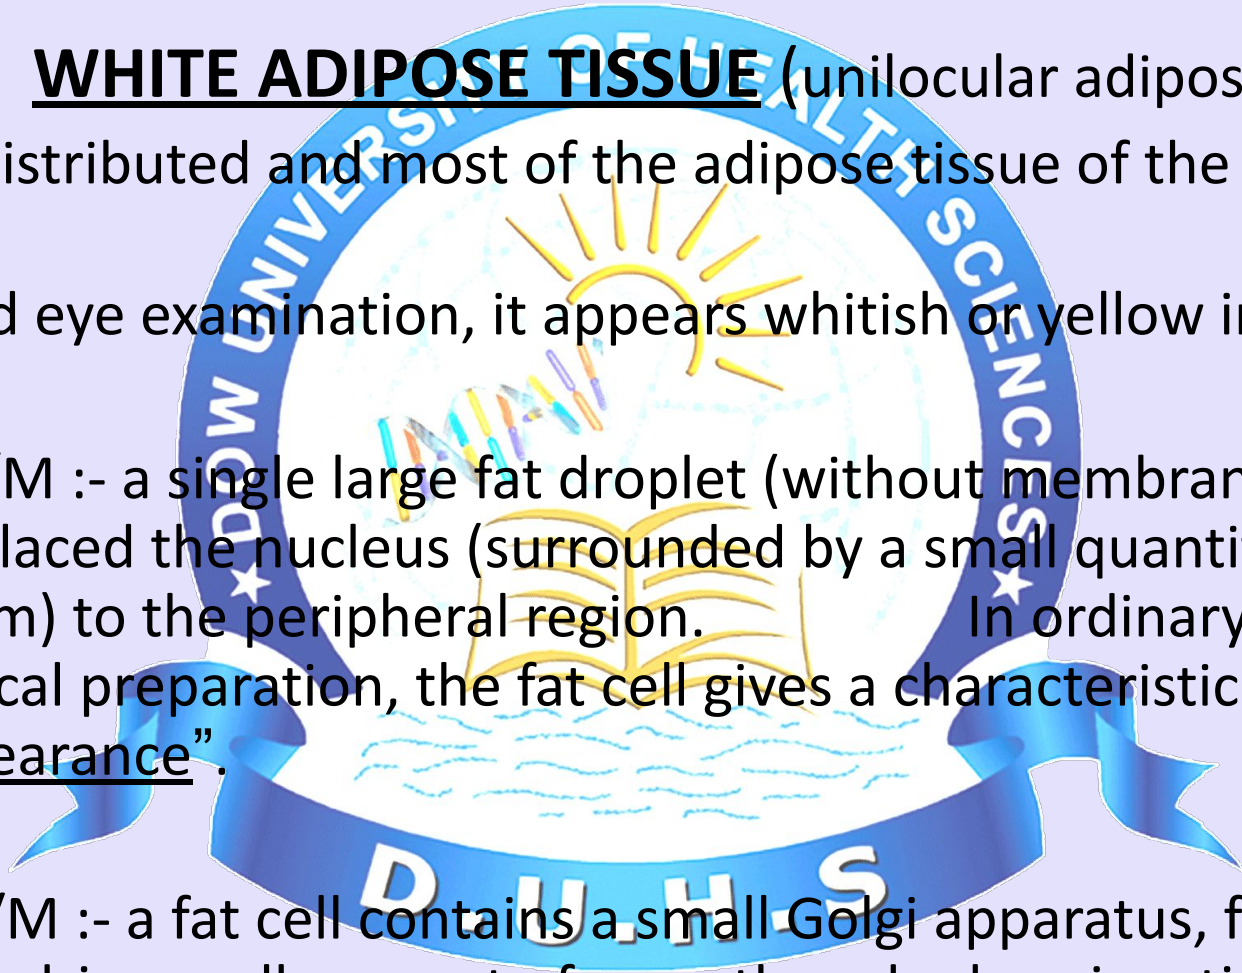 WHITE ADIPOSE TISSUE (unilocular adipos
istributed and most of the adipose tissue of the
d eye examination, it appears whitish or yellow in
/M :- a single large fat droplet (without membran
laced the nucleus (surrounded by a small quanti
m) to the peripheral region. In ordinary
cal preparation, the fat cell gives a characteristic
earance”.
/M :- a fat cell contains a small Golgi apparatus, f
DOW UNIVERSITY OF HEALTH SCIENCES
D.U.H.S